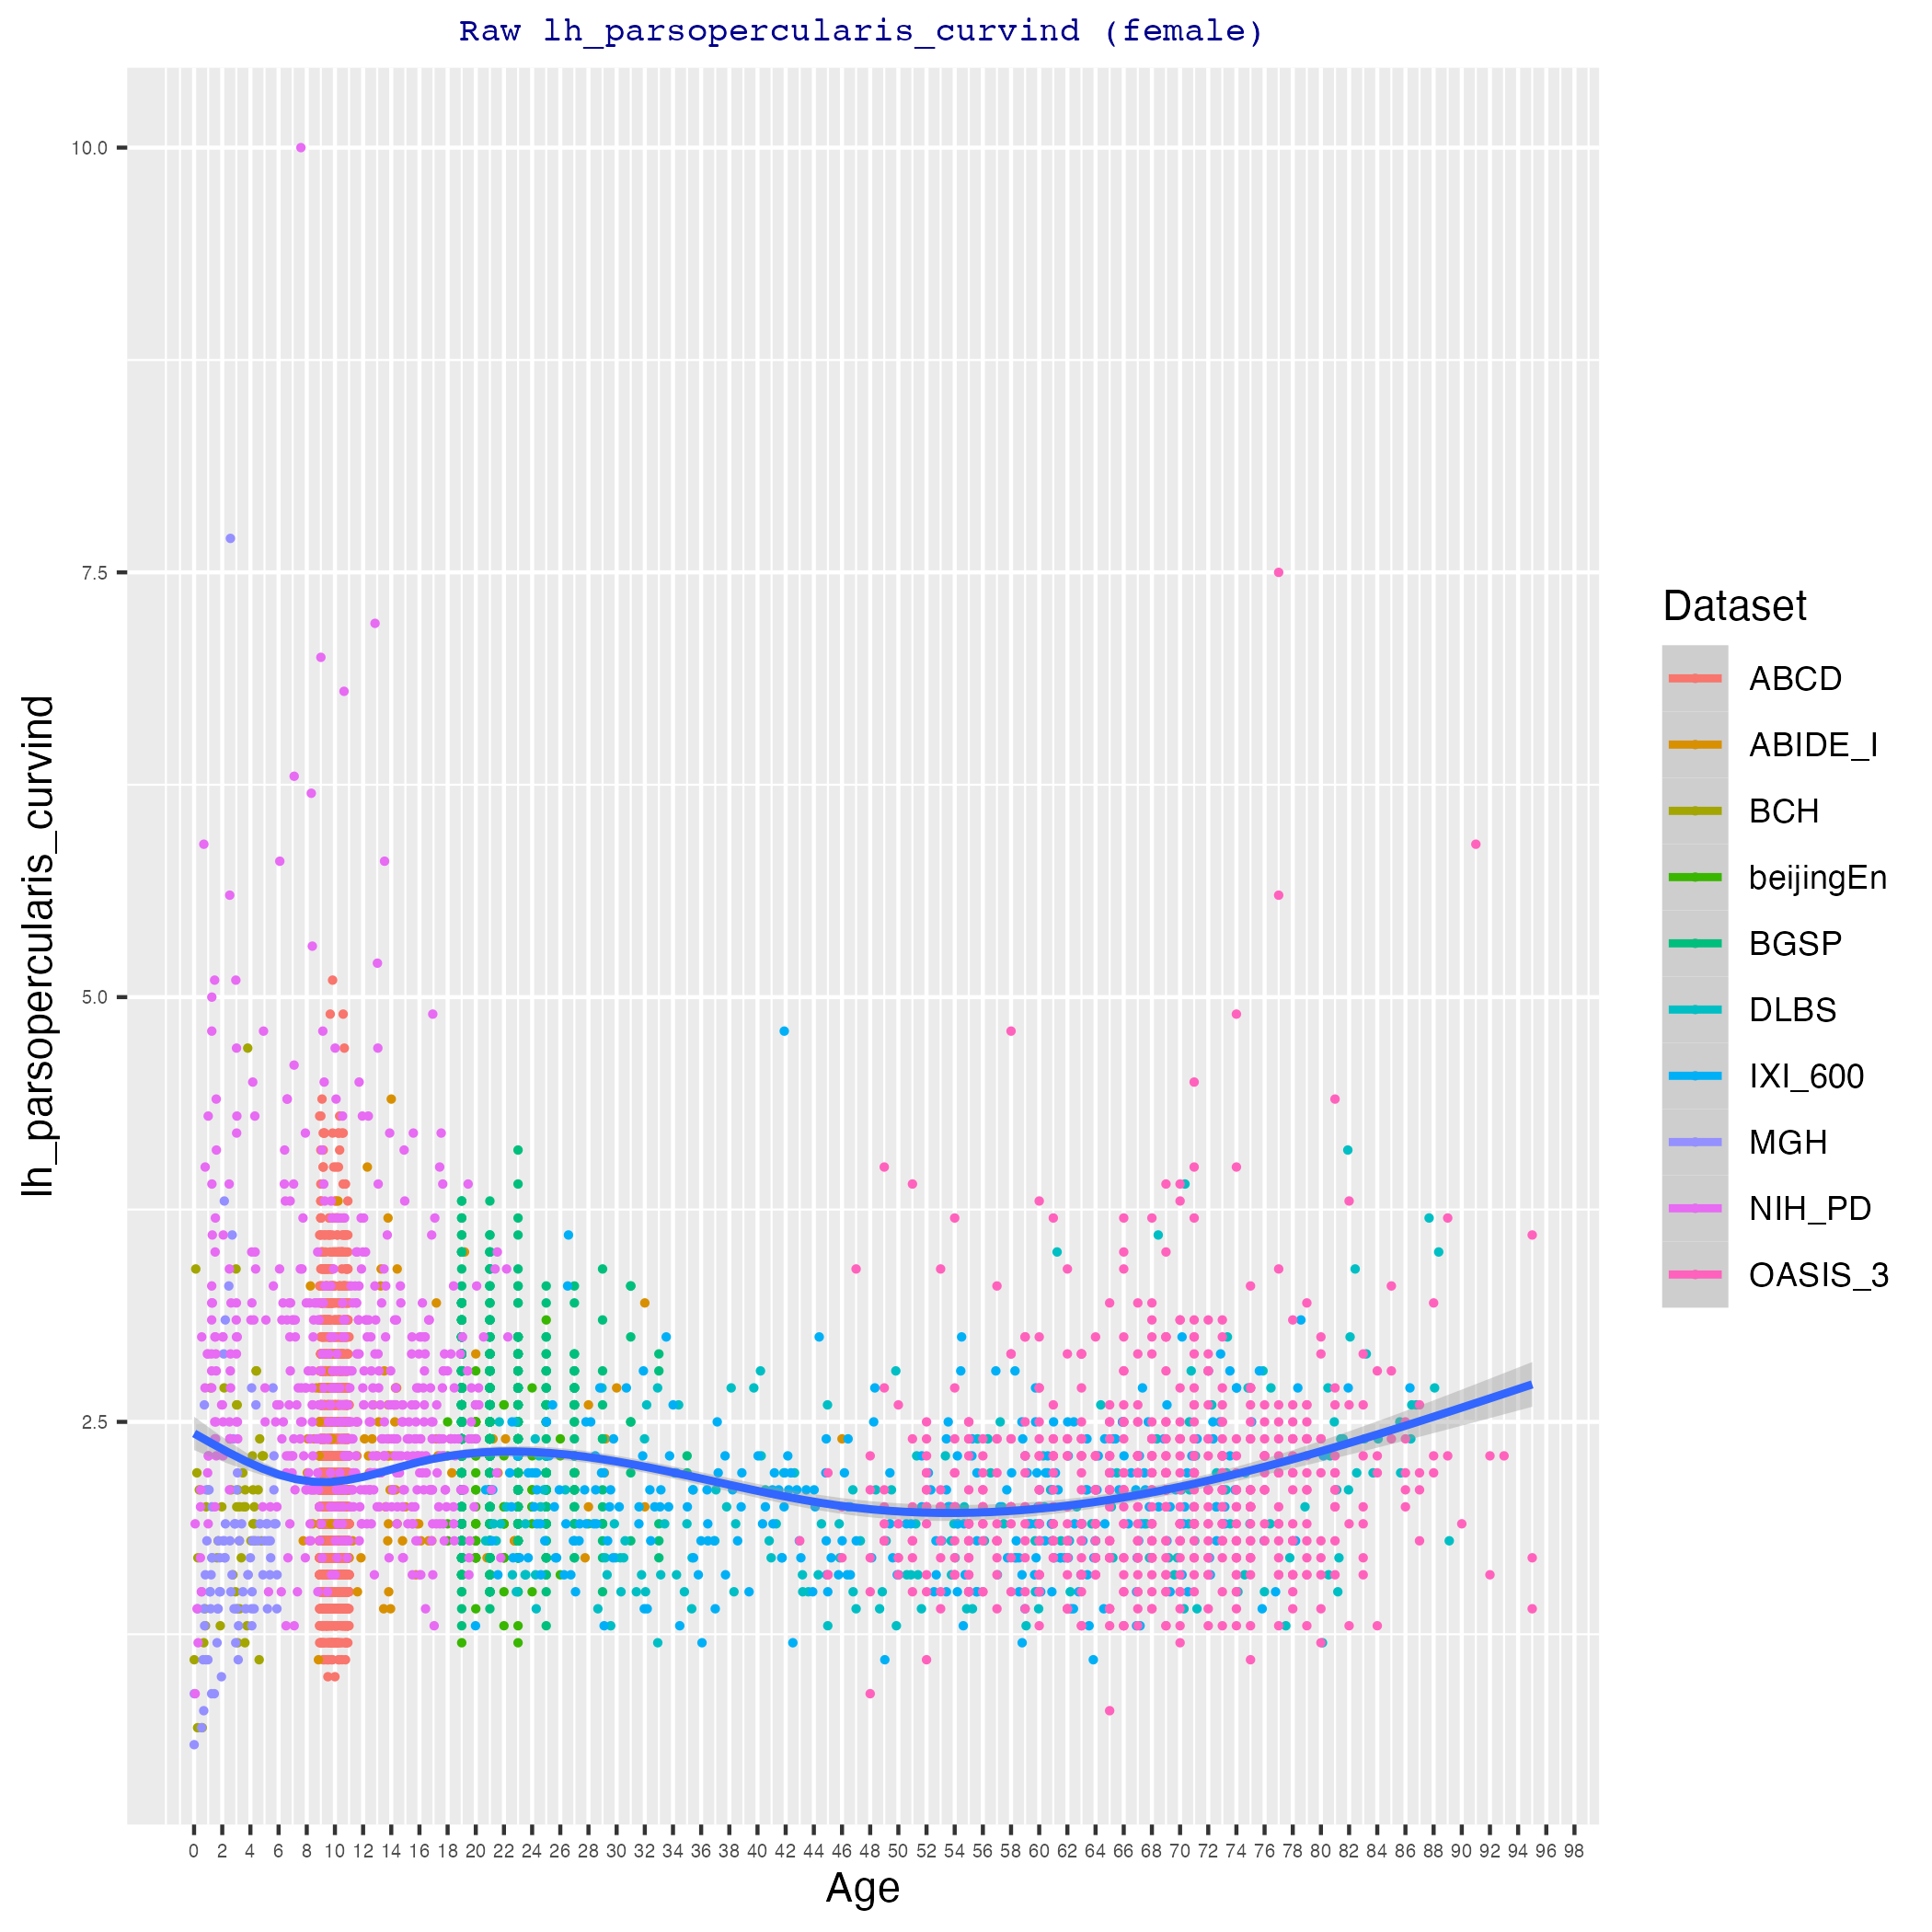 Raw lh_parsopercularis_curvind (female)
lh_parsopercularis_curvind
10.0
7.5
5.0
2.5
0 2 4 6 8 10 12 14 16 18 20 22 24 26 28 30 32 34 36 38 40 42 44 46 48 50 52 54 56 58 60 62 64 66 68 70 72 74 76 78 80 82 84 86 88 90 92 94 96 98
Age
Dataset
ABCD
ABIDE_I
BCH
beijingEn
BGSP
DLBS
IXI_600
MGH
NIH_PD
OASIS_3